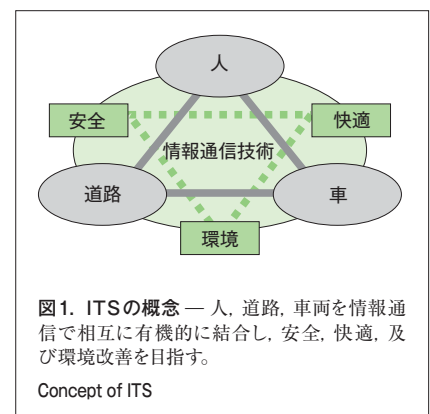 人
安全
快適
情報通信技術
道路
車
環境
図1. ITSの概念 — 人, 道路, 車両を情報通
信で相互に有機的に結合し, 安全, 快適, 及
び環境改善を目指す。
Concept of ITS